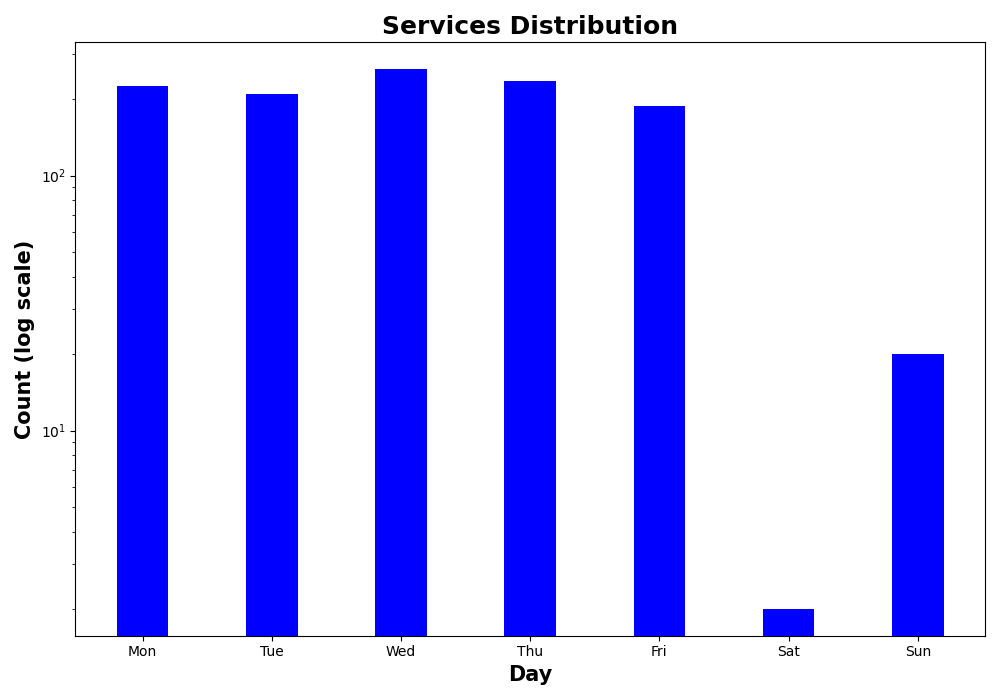 Services Distribution
Count (log scale)
10²
10¹
Mon Tue Wed Thu Fri Sat Sun
Day